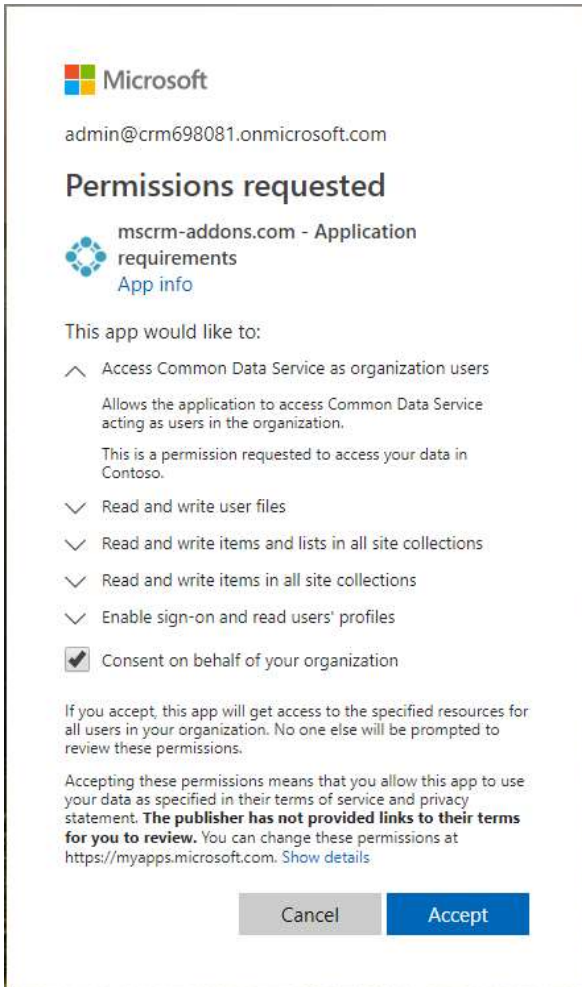 Microsoft
admin@crm698081.onmicrosoft.com
Permissions requested
mscrm-addons.com - Application
requirements
App info
This app would like to:
Access Common Data Service as organization users
Allows the application to access Common Data Service
acting as users in the organization.
This is a permission requested to access your data in
Contoso.
Read and write user files
Read and write items and lists in all site collections
Read and write items in all site collections
Enable sign-on and read users' profiles
Consent on behalf of your organization
If you accept, this app will get access to the specified resources for
all users in your organization. No one else will be prompted to
review these permissions.
Accepting these permissions means that you allow this app to use
your data as specified in their terms of service and privacy
statement. The publisher has not provided links to their terms
for you to review. You can change these permissions at
https://myapps.microsoft.com. Show details
Cancel Accept